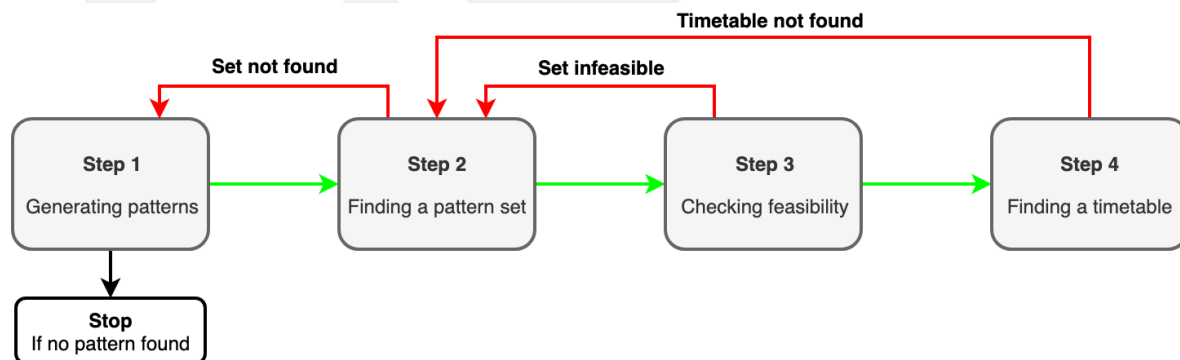 Timetable not found
Set not found
Set infeasible
Step 1
Generating patterns
Step 2
Finding a pattern set
Step 3
Checking feasibility
Step 4
Finding a timetable
Stop
If no pattern found